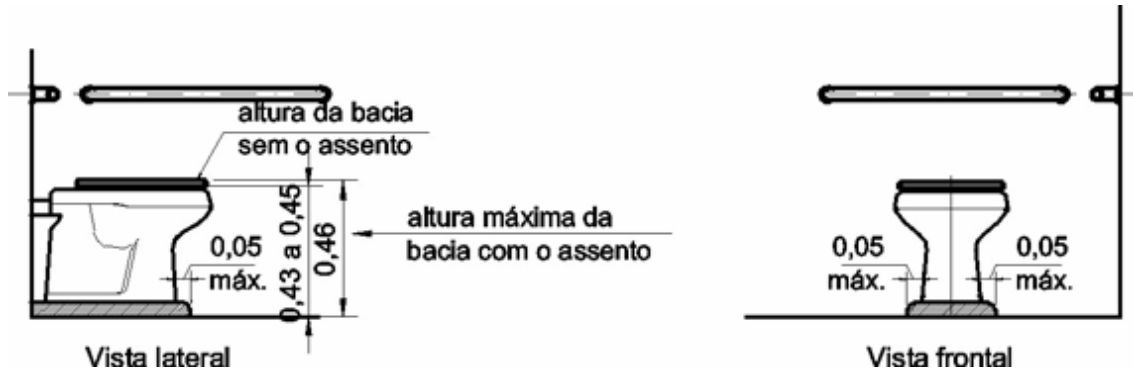 altura da bacia
sem o assento
0,43 a 0,45
0,46
altura máxima da
bacia com o assento
0,05
máx.
Vista lateral
0,05
máx.
0,05
máx.
Vista frontal